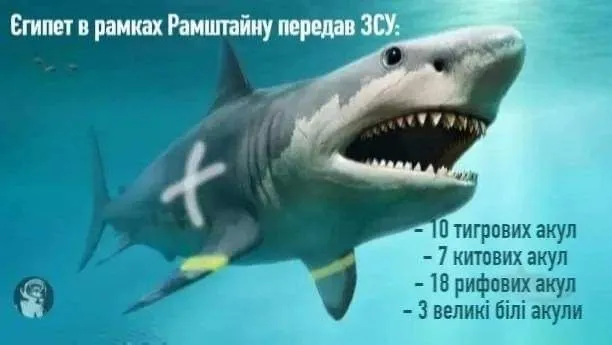 Єгипет в рамках Рамштайну передав ЗСУ:
- 10 тигрових акул
- 7 китових акул
- 18 рифових акул
- 3 великі білі акули